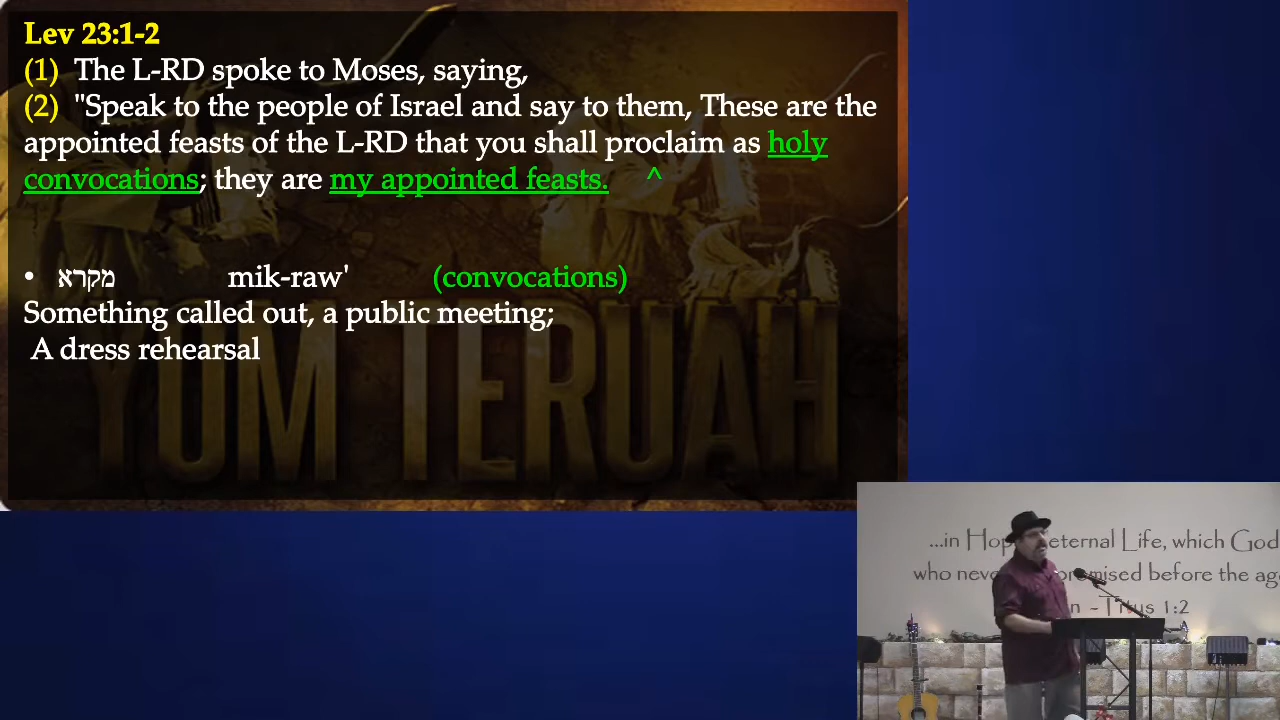 Lev 23:1-2
(1) The L-RD spoke to Moses, saying,
(2) "Speak to the people of Israel and say to them, These are the
appointed feasts of the L-RD that you shall proclaim as holy
convocations; they are my appointed feasts. ^
• מקרא mik-raw' (convocations)
Something called out, a public meeting;
A dress rehearsal
YOM TERUAH
...in Hop eternal Life, which God
who neve promised before the ag
n - Titus 1:2